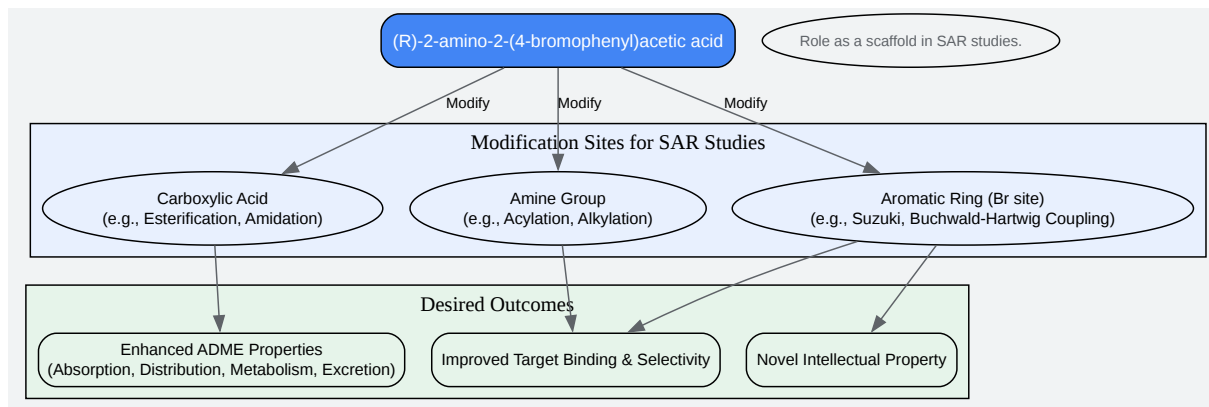 (R)-2-amino-2-(4-bromophenyl)acetic acid
Role as a scaffold in SAR studies.
Modify
Modify
Modify
Modification Sites for SAR Studies
Carboxylic Acid
(e.g., Esterification, Amidation)
Amine Group
(e.g., Acylation, Alkylation)
Aromatic Ring (Br site)
(e.g., Suzuki, Buchwald-Hartwig Coupling)
Desired Outcomes
Enhanced ADME Properties
(Absorption, Distribution, Metabolism, Excretion)
Improved Target Binding & Selectivity
Novel Intellectual Property